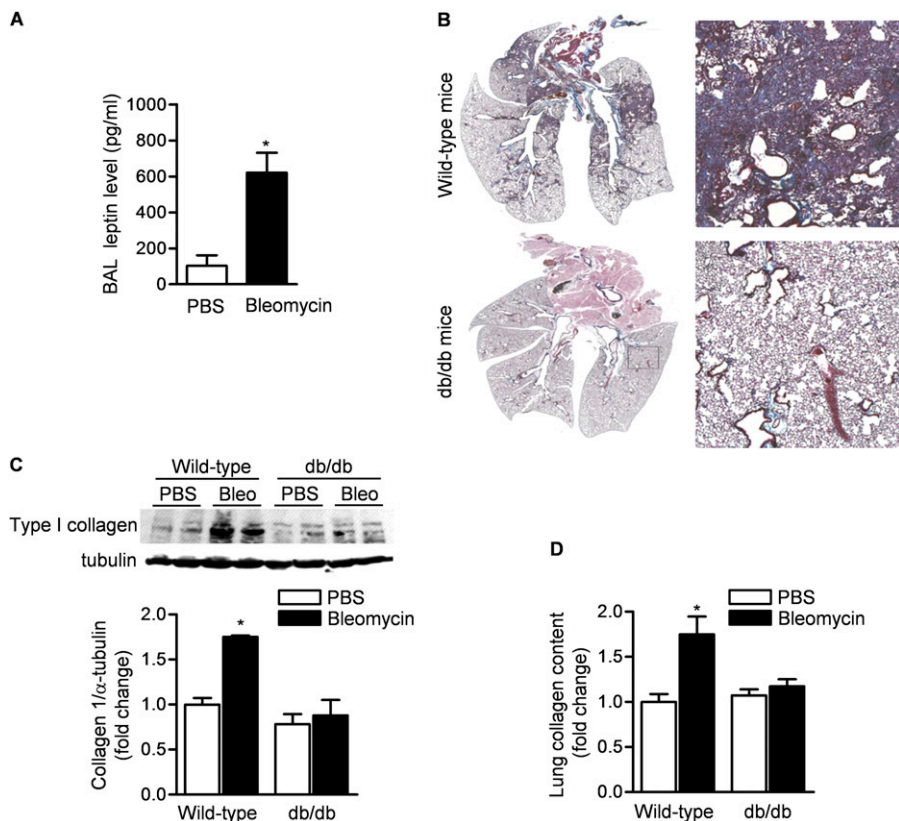 A
BAL leptin level (pg/ml)
1000
800
600
400
200
0
*
PBS
Bleomycin
B
Wild-type mice
db/db mice
C
Wild-type db/db
PBS Bleo PBS Bleo
Type I collagen
tubulin
PBS
Bleomycin
Collagen 1/α-tubulin
(fold change)
2.0
1.5
1.0
0.5
0.0
*
Wild-type db/db
D
PBS
Bleomycin
Lung collagen content
(fold change)
2.0
1.5
1.0
0.5
0.0
*
Wild-type db/db